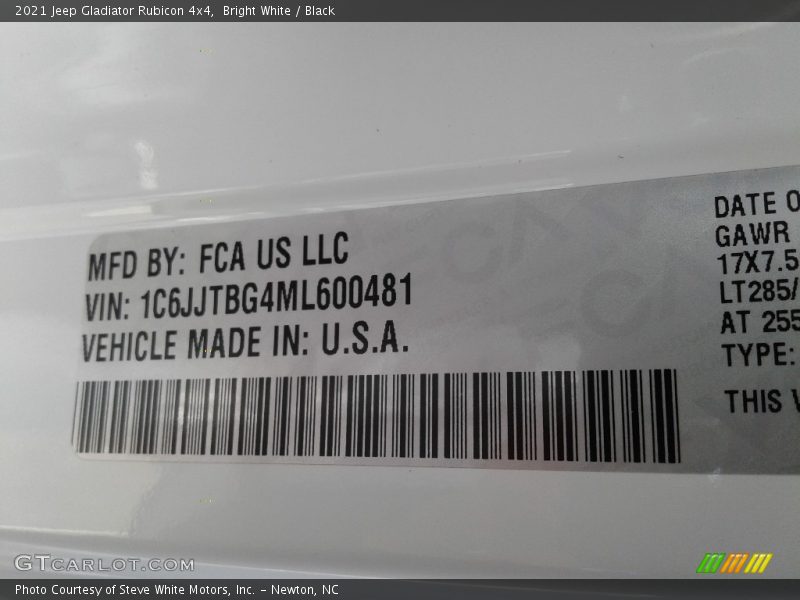 2021 Jeep Gladiator Rubicon 4x4,  Bright White / Black
MFD BY: FCA US LLC
VIN: 1C6JJTBG4ML600481
VEHICLE MADE IN: U.S.A.
DATE O
GAWR
17X7.5
LT285/
AT 255
TYPE:
THIS V
GTCARLOT.COM
Photo Courtesy of Steve White Motors, Inc. – Newton, NC